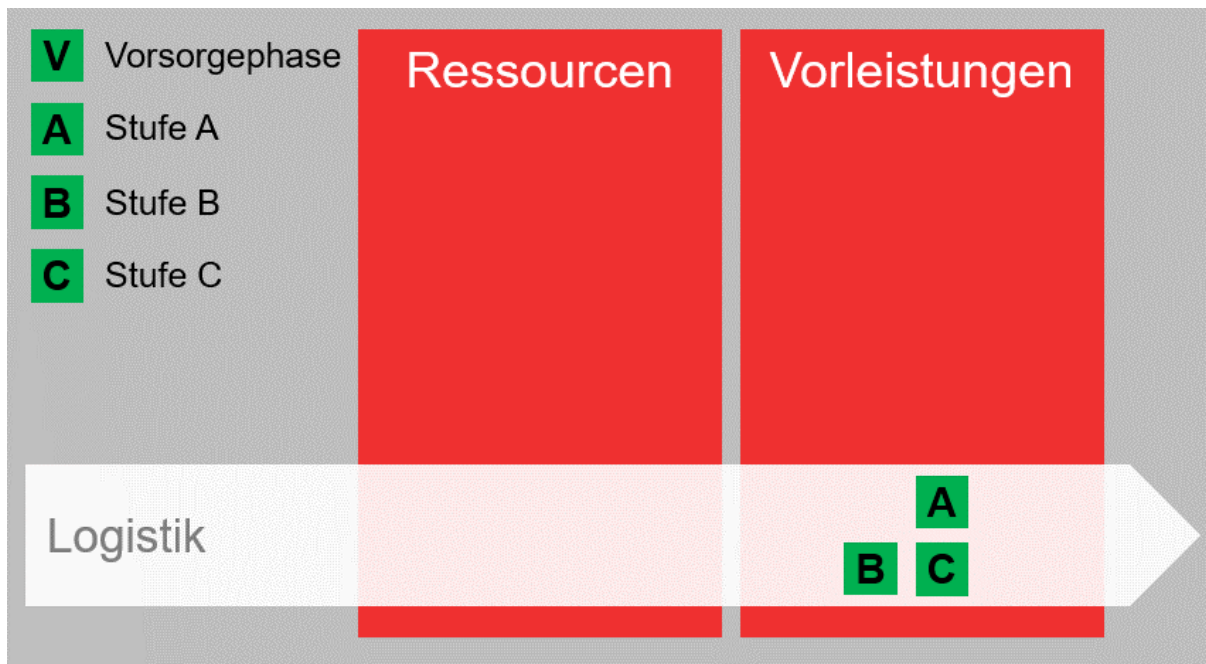 V Vorsorgephase
A Stufe A
B Stufe B
C Stufe C
Ressourcen
Vorleistungen
Logistik
A
B C